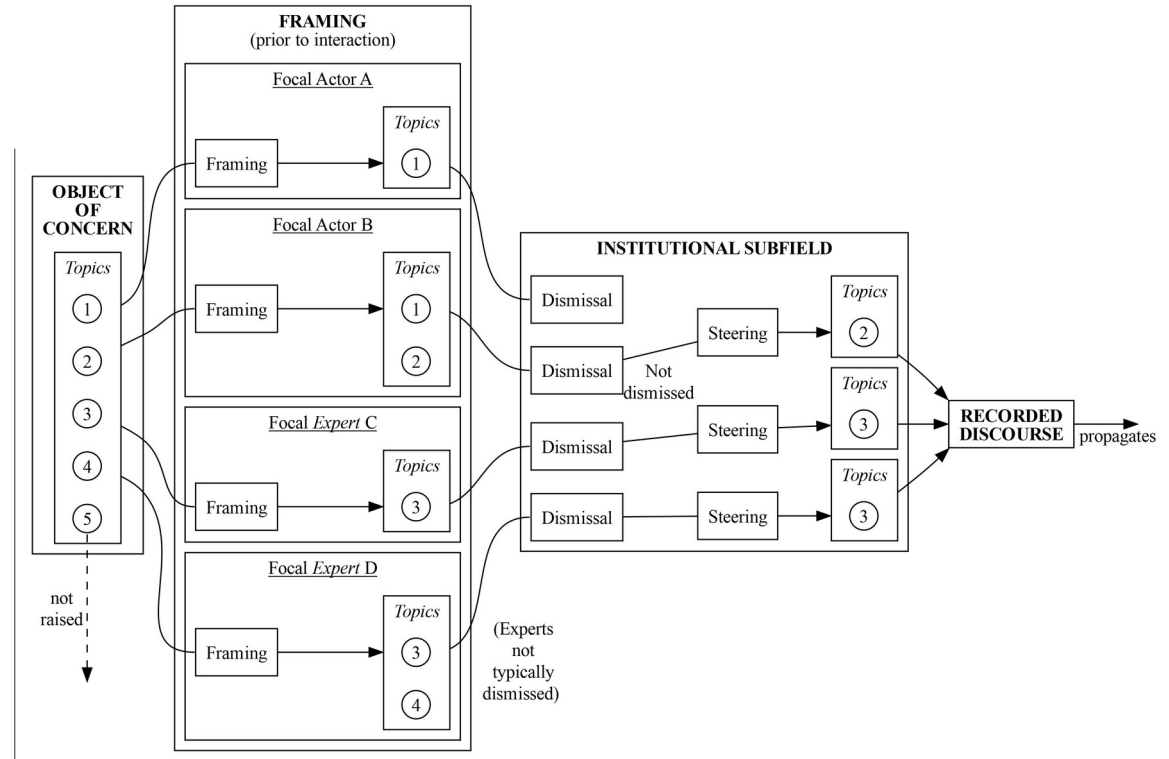 FRAMING
(prior to interaction)
Focal Actor A
Topics
Framing
1
OBJECT
OF
CONCERN
Topics
1
2
3
4
5
not
raised
Focal Actor B
Topics
Framing
1
2
Focal Expert C
Topics
Framing
3
Focal Expert D
Topics
Framing
3
4
(Experts
not
typically
dismissed)
INSTITUTIONAL SUBFIELD
Dismissal
Dismissal
Not
dismissed
Steering
Topics
2
Dismissal
Steering
Topics
3
Dismissal
Steering
Topics
3
RECORDED
DISCOURSE
propagates